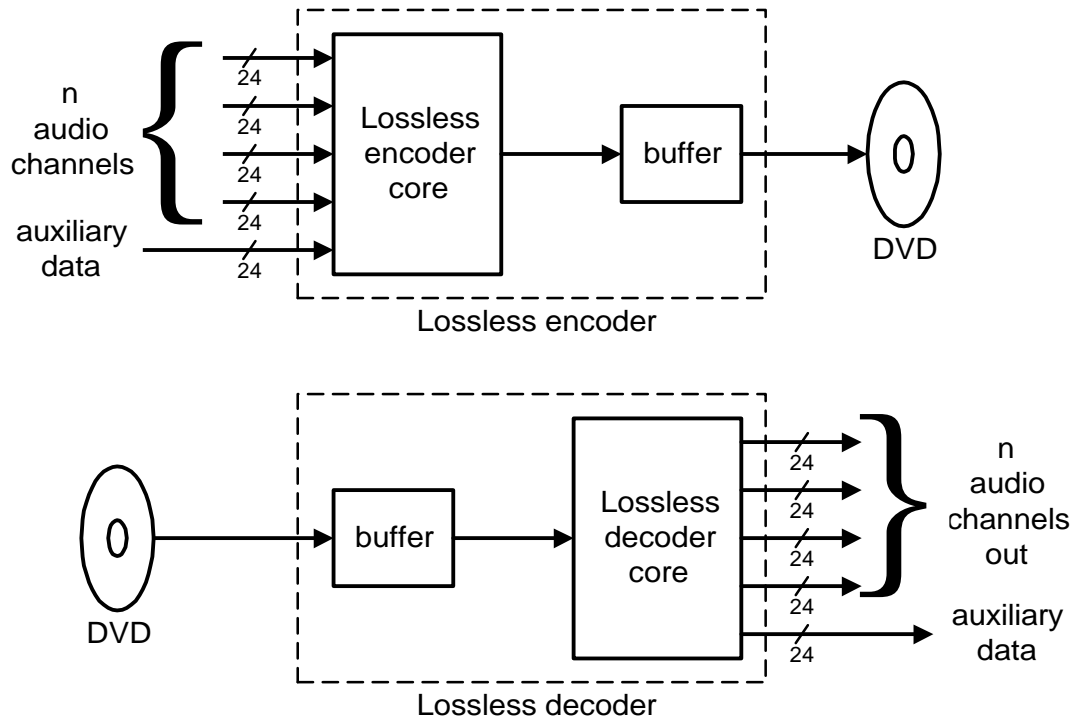 n
audio
channels
24
24
24
24
auxiliary
data
24
Lossless
encoder
core
buffer
DVD
Lossless encoder
DVD
buffer
Lossless
decoder
core
24
24
24
24
24
n
audio
channels
out
auxiliary
data
Lossless decoder